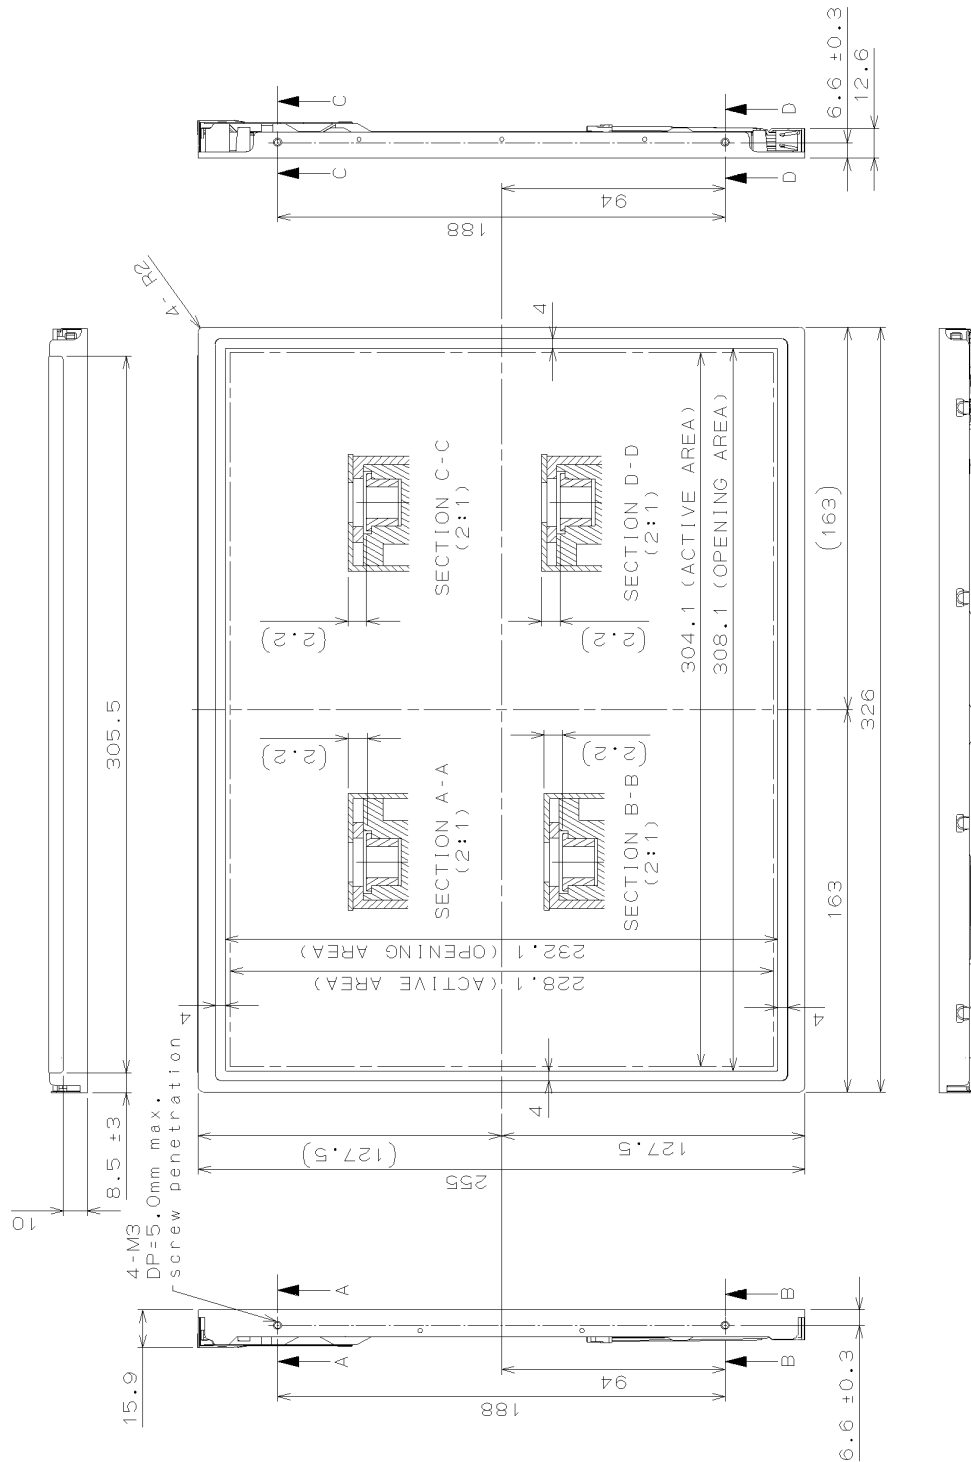 6.6 ±0.3
12.6
C
D
C
D
94
188
4- R2
4
SECTION C-C
(2:1)
SECTION D-D
(2:1)
304.1 (ACTIVE AREA)
308.1 (OPENING AREA)
(163)
(2.2)
(2.2)
305.5
326
(2.2)
(2.2)
SECTION A-A
(2:1)
SECTION B-B
(2:1)
163
232.1 (OPENING AREA)
228.1 (ACTIVE AREA)
4
4
4
8.5 ±3
10
(127.5)
127.5
255
4-M3
DP=5.0mm max.
screw penetration
A
B
A
B
94
188
15.9
6.6 ±0.3